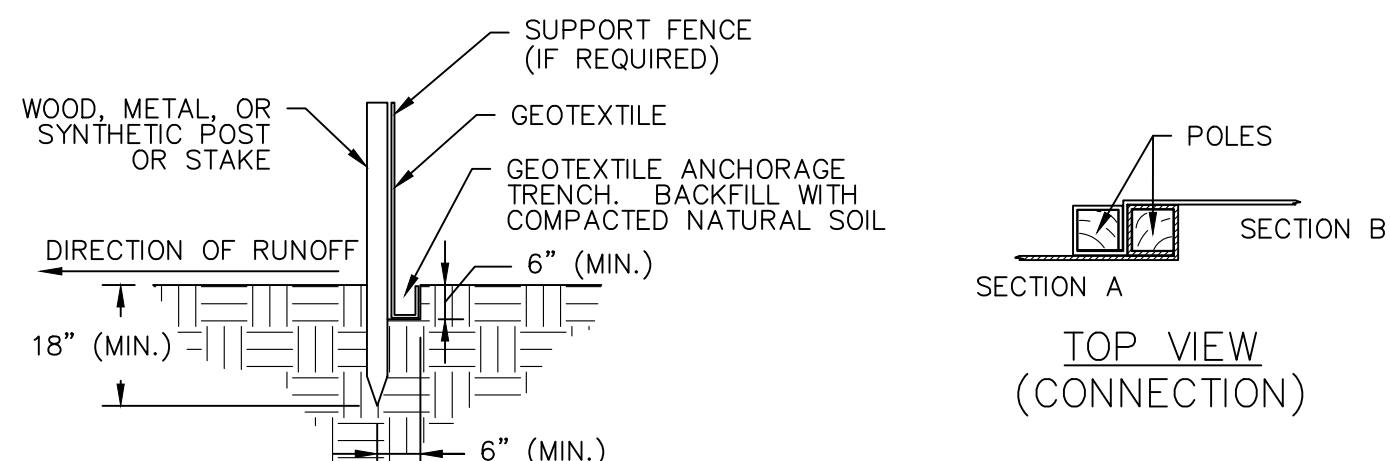 SUPPORT FENCE
(IF REQUIRED)
WOOD, METAL, OR
SYNTHETIC POST
OR STAKE
GEOTEXTILE
GEOTEXTILE ANCHORAGE
TRENCH. BACKFILL WITH
COMPACTED NATURAL SOIL
DIRECTION OF RUNOFF
6” (MIN.)
18” (MIN.)
6” (MIN.)
POLES
SECTION B
SECTION A
TOP VIEW
(CONNECTION)